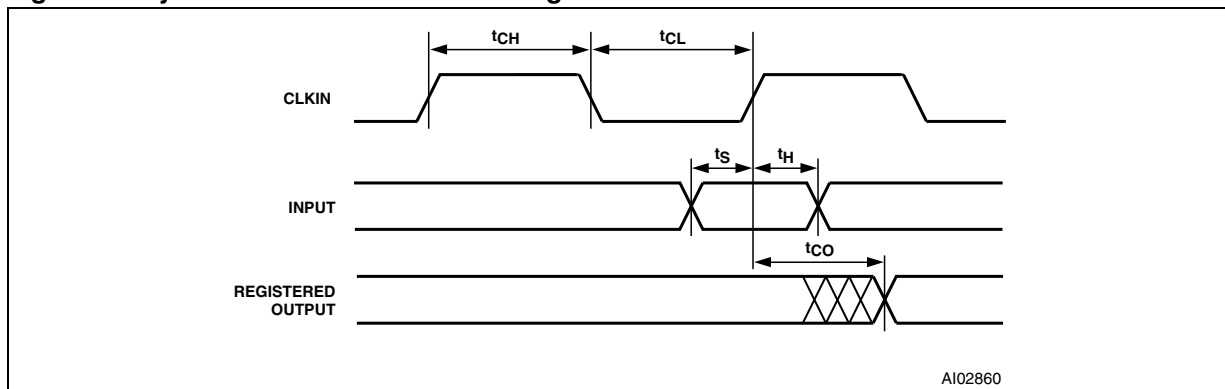 tCH
tCL
CLKIN
tS
tH
INPUT
tCO
REGISTERED
OUTPUT
AI02860